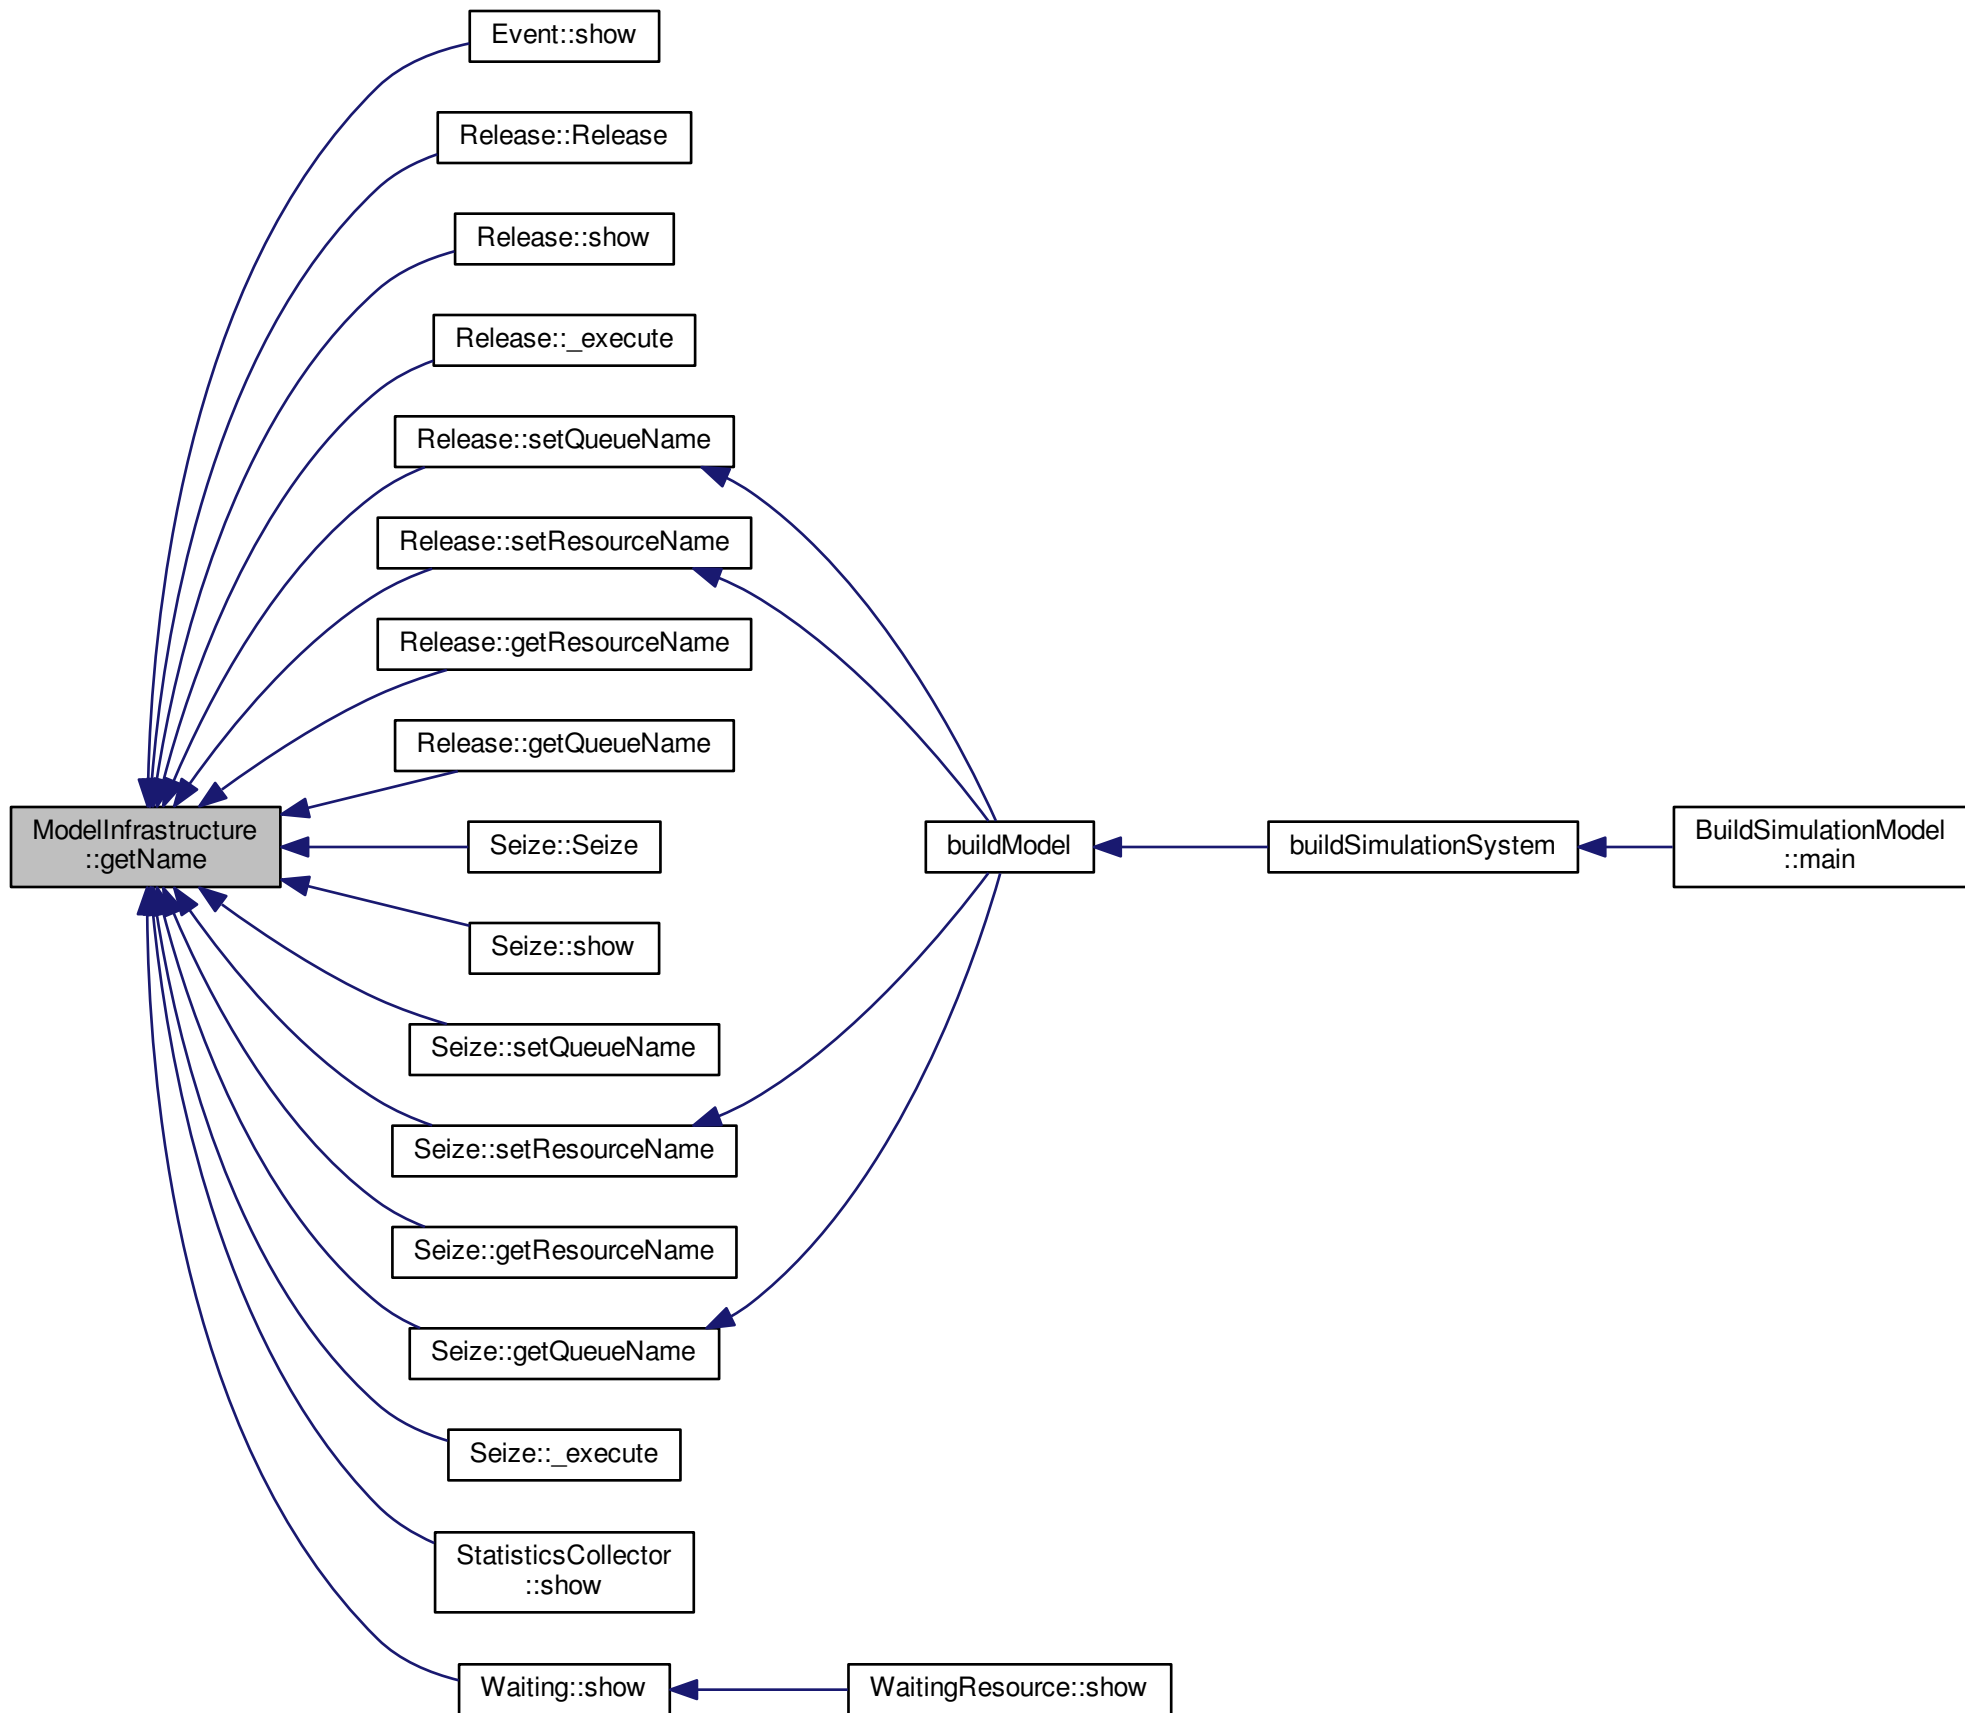 Event::show
Release::Release
Release::show
Release::_execute
Release::setQueueName
Release::setResourceName
Release::getResourceName
Release::getQueueName
ModelInfrastructure
::getName
Seize::Seize
buildModel
buildSimulationSystem
BuildSimulationModel
::main
Seize::show
Seize::setQueueName
Seize::setResourceName
Seize::getResourceName
Seize::getQueueName
Seize::_execute
StatisticsCollector
::show
Waiting::show
WaitingResource::show